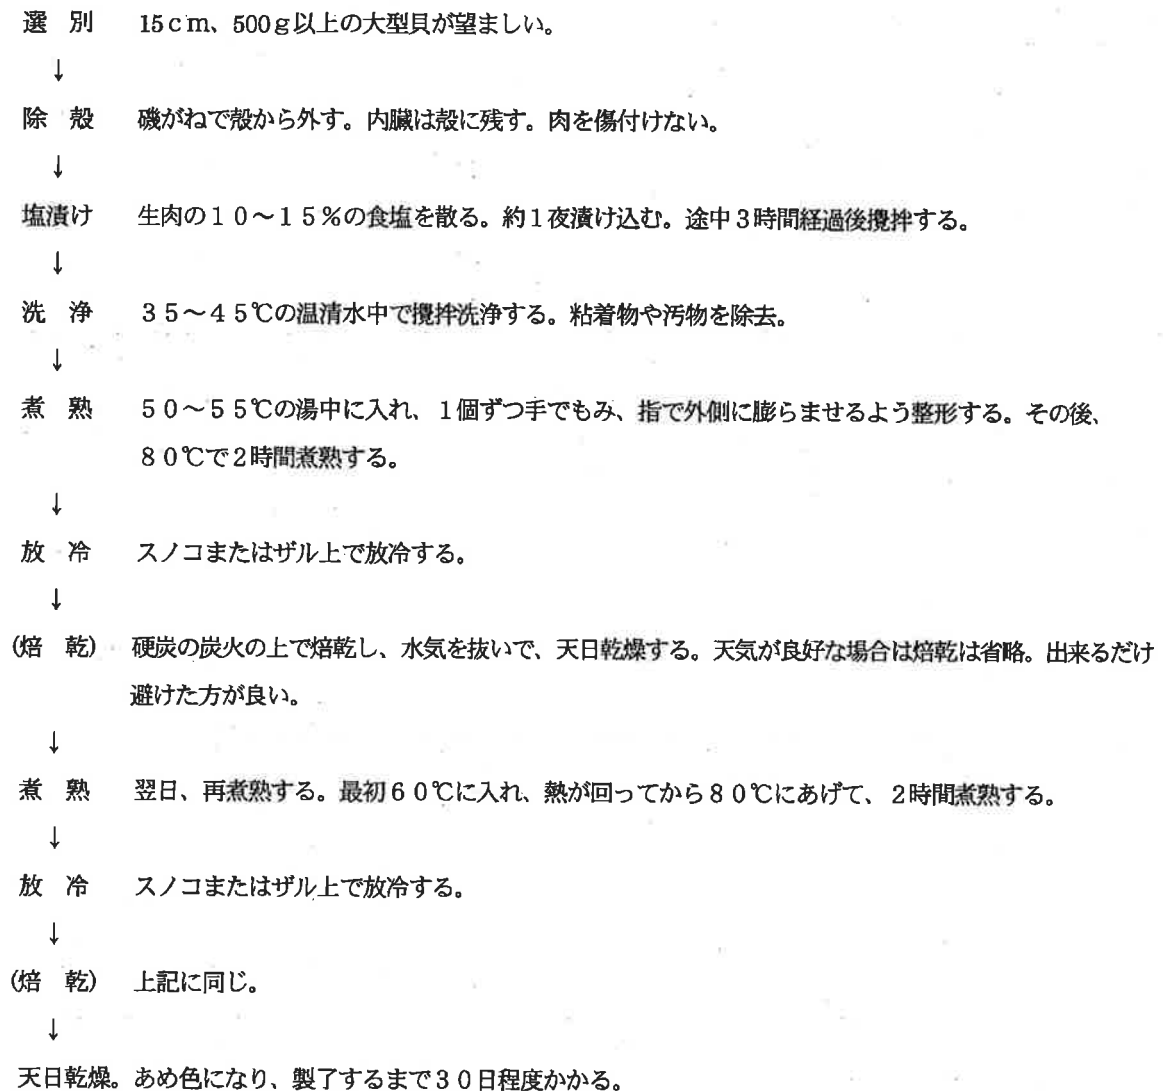 選　別　15ｃｍ、500ｇ以上の大型貝が望ましい。
↓
除　殻　磯がねで殻から外す。内臓は殻に残す。肉を傷付けない。
↓
塩漬け　生肉の１０～１５％の食塩を散る。約１夜漬け込む。途中３時間経過後攪拌する。
↓
洗　浄　３５～４５℃の温清水中で攪拌洗浄する。粘着物や汚物を除去。
↓
煮　熟　５０～５５℃の湯中に入れ、１個ずつ手でもみ、指で外側に膨らませるよう整形する。その後、
８０℃で２時間煮熟する。
↓
放　冷　スノコまたはザル上で放冷する。
↓
(焙　乾)　硬炭の炭火の上で焙乾し、水気を抜いで、天日乾燥する。天気が良好な場合は焙乾は省略。出来るだけ
避けた方が良い。
↓
煮　熟　翌日、再煮熟する。最初６０℃に入れ、熱が回ってから８０℃にあげて、２時間煮熟する。
↓
放　冷　スノコまたはザル上で放冷する。
↓
(焙　乾)　上記に同じ。
↓
天日乾燥。あめ色になり、製了するまで３０日程度かかる。